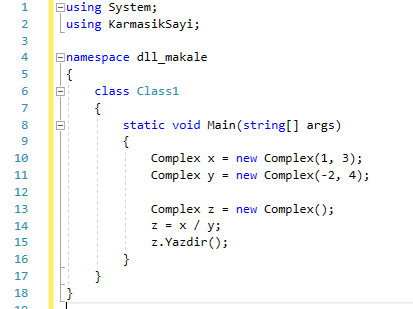 1 using System;
2 using KarmasikSayi;
3
4 namespace dll_makale
5 {
6 class Class1
7 {
8 static void Main(string[] args)
9 {
10 Complex x = new Complex(1, 3);
11 Complex y = new Complex(-2, 4);
12
13 Complex z = new Complex();
14 z = x / y;
15 z.Yazdir();
16 }
17 }
18 }